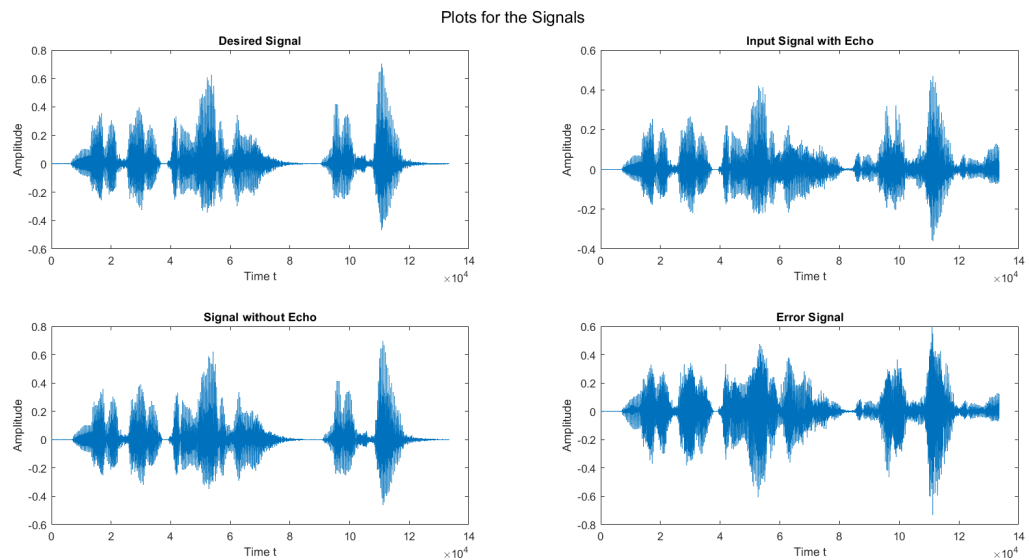 Plots for the Signals
Desired Signal
Amplitude
0.8
0.6
0.4
0.2
0
-0.2
-0.4
-0.6
0 2 4 6 8 10 12 14
Time t
×10^4
Input Signal with Echo
Amplitude
0.6
0.4
0.2
0
-0.2
-0.4
0 2 4 6 8 10 12 14
Time t
×10^4
Signal without Echo
Amplitude
0.8
0.6
0.4
0.2
0
-0.2
-0.4
-0.6
0 2 4 6 8 10 12 14
Time t
×10^4
Error Signal
Amplitude
0.6
0.4
0.2
0
-0.2
-0.4
-0.6
-0.8
0 2 4 6 8 10 12 14
Time t
×10^4